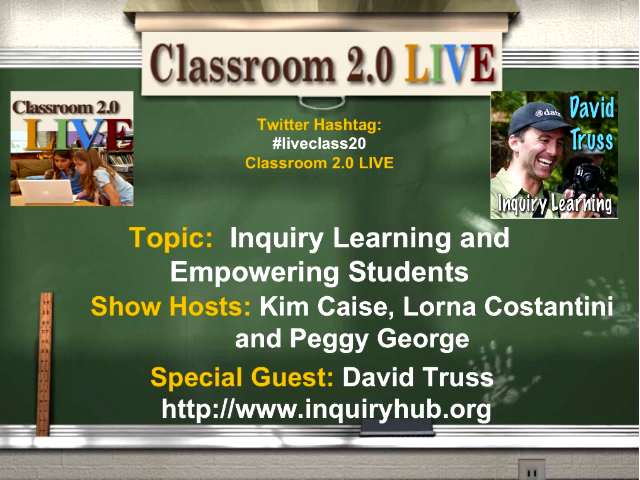 Classroom 2.0 LIVE
Classroom 2.0
LIVE
Twitter Hashtag:
#liveclass20
Classroom 2.0 LIVE
David
Truss
Inquiry Learning
Topic: Inquiry Learning and
Empowering Students
Show Hosts: Kim Caise, Lorna Costantini
and Peggy George
Special Guest: David Truss
http://www.inquiryhub.org